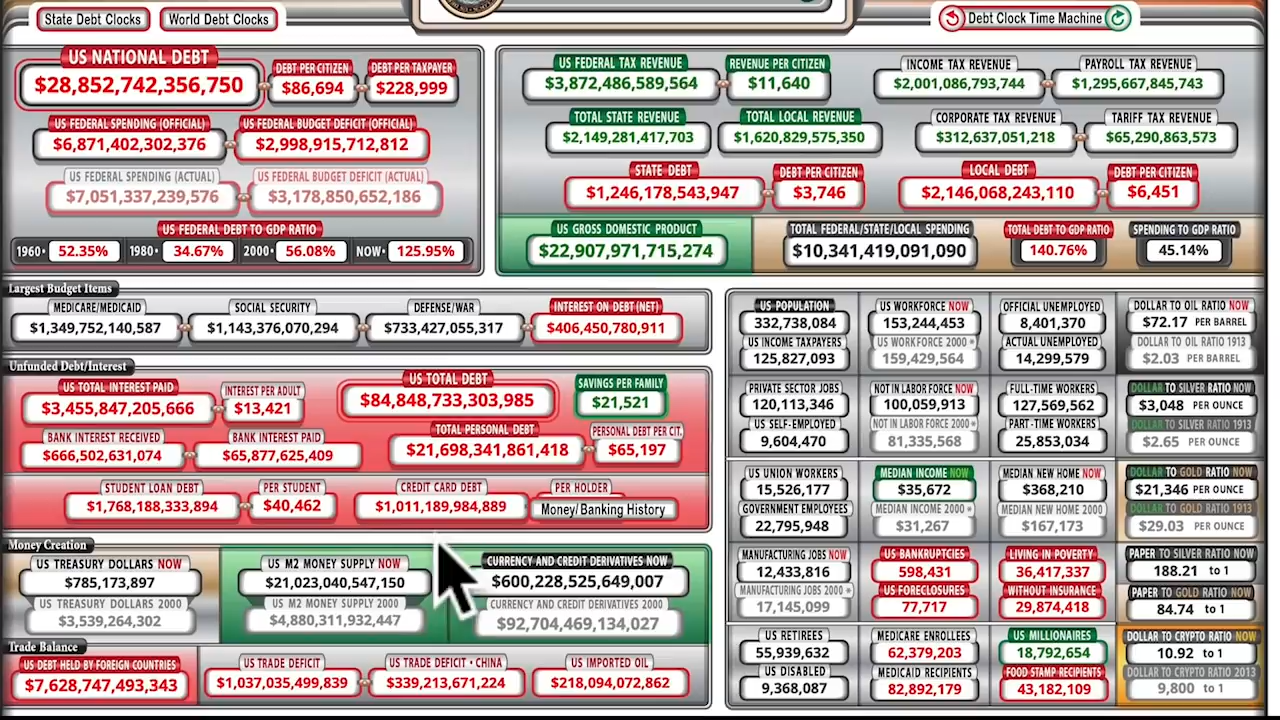 State Debt Clocks
World Debt Clocks
Debt Clock Time Machine
US NATIONAL DEBT
$28,852,742,356,750
DEBT PER CITIZEN
$86,694
DEBT PER TAXPAYER
$228,999
US FEDERAL SPENDING (OFFICIAL)
$6,871,402,302,376
US FEDERAL BUDGET DEFICIT (OFFICIAL)
$2,998,915,712,812
US FEDERAL SPENDING (ACTUAL)
$7,051,337,239,576
US FEDERAL BUDGET DEFICIT (ACTUAL)
$3,178,850,652,186
US FEDERAL DEBT TO GDP RATIO
1960• 52.35% 1980• 34.67% 2000• 56.08% NOW• 125.95%
US FEDERAL TAX REVENUE
$3,872,486,589,564
REVENUE PER CITIZEN
$11,640
INCOME TAX REVENUE
$2,001,086,793,744
PAYROLL TAX REVENUE
$1,295,667,845,743
TOTAL STATE REVENUE
$2,149,281,417,703
TOTAL LOCAL REVENUE
$1,620,829,575,350
CORPORATE TAX REVENUE
$312,637,051,218
TARIFF TAX REVENUE
$65,290,863,573
STATE DEBT
$1,246,178,543,947
DEBT PER CITIZEN
$3,746
LOCAL DEBT
$2,146,068,243,110
DEBT PER CITIZEN
$6,451
US GROSS DOMESTIC PRODUCT
$22,907,971,715,274
TOTAL FEDERAL/STATE/LOCAL SPENDING
$10,341,419,091,090
TOTAL DEBT TO GDP RATIO
140.76%
SPENDING TO GDP RATIO
45.14%
Largest Budget Items
MEDICARE/MEDICAID
$1,349,752,140,587
SOCIAL SECURITY
$1,143,376,070,294
DEFENSE/WAR
$733,427,055,317
INTEREST ON DEBT (NET)
$406,450,780,911
Unfunded Debt/Interest
US TOTAL INTEREST PAID
$3,455,847,205,666
INTEREST PER ADULT
$13,421
US TOTAL DEBT
$84,848,733,303,985
SAVINGS PER FAMILY
$21,521
BANK INTEREST RECEIVED
$666,502,631,074
BANK INTEREST PAID
$65,877,625,409
TOTAL PERSONAL DEBT
$21,698,341,861,418
PERSONAL DEBT PER CIT.
$65,197
STUDENT LOAN DEBT
$1,768,188,333,894
PER STUDENT
$40,462
CREDIT CARD DEBT
$1,011,189,984,889
PER HOLDER
Money/Banking History
Money Creation
US TREASURY DOLLARS NOW
$785,173,897
US TREASURY DOLLARS 2000
$3,539,264,302
US M2 MONEY SUPPLY NOW
$21,023,040,547,150
US M2 MONEY SUPPLY 2000
$4,880,311,932,447
CURRENCY AND CREDIT DERIVATIVES NOW
$600,228,525,649,007
CURRENCY AND CREDIT DERIVATIVES 2000
$92,704,469,134,027
Trade Balance
US DEBT HELD BY FOREIGN COUNTRIES
$7,628,747,493,343
US TRADE DEFICIT
$1,037,035,499,839
US TRADE DEFICIT • CHINA
$339,213,671,224
US IMPORTED OIL
$218,094,072,862
US POPULATION
332,738,084
US INCOME TAXPAYERS
125,827,093
US WORKFORCE NOW
153,244,453
US WORKFORCE 2000
159,429,564
OFFICIAL UNEMPLOYED
8,401,370
ACTUAL UNEMPLOYED
14,299,579
DOLLAR TO OIL RATIO NOW
$72.17 PER BARREL
DOLLAR TO OIL RATIO 1913
$2.03 PER BARREL
PRIVATE SECTOR JOBS
120,113,346
US SELF-EMPLOYED
9,604,470
NOT IN LABOR FORCE NOW
100,059,913
NOT IN LABOR FORCE 2000
81,335,568
FULL-TIME WORKERS
127,569,562
PART-TIME WORKERS
25,853,034
DOLLAR TO SILVER RATIO NOW
$3,048 PER OUNCE
DOLLAR TO SILVER RATIO 1913
$2.65 PER OUNCE
US UNION WORKERS
15,526,177
GOVERNMENT EMPLOYEES
22,795,948
MEDIAN INCOME NOW
$35,672
MEDIAN INCOME 2000
$31,267
MEDIAN NEW HOME NOW
$368,210
MEDIAN NEW HOME 2000
$167,173
DOLLAR TO GOLD RATIO NOW
$21,346 PER OUNCE
DOLLAR TO GOLD RATIO 1913
$29.03 PER OUNCE
MANUFACTURING JOBS NOW
12,433,816
MANUFACTURING JOBS 2000
17,145,099
US BANKRUPTCIES
598,431
US FORECLOSURES
77,717
LIVING IN POVERTY
36,417,337
WITHOUT INSURANCE
29,874,418
PAPER TO SILVER RATIO NOW
188.21 to 1
PAPER TO GOLD RATIO NOW
84.74 to 1
US RETIREES
55,939,632
US DISABLED
9,368,087
MEDICARE ENROLLEES
62,379,203
MEDICAID RECIPIENTS
82,892,179
US MILLIONAIRES
18,792,654
FOOD STAMP RECIPIENTS
43,182,109
DOLLAR TO CRYPTO RATIO NOW
10.92 to 1
DOLLAR TO CRYPTO RATIO 2013
9,800 to 1